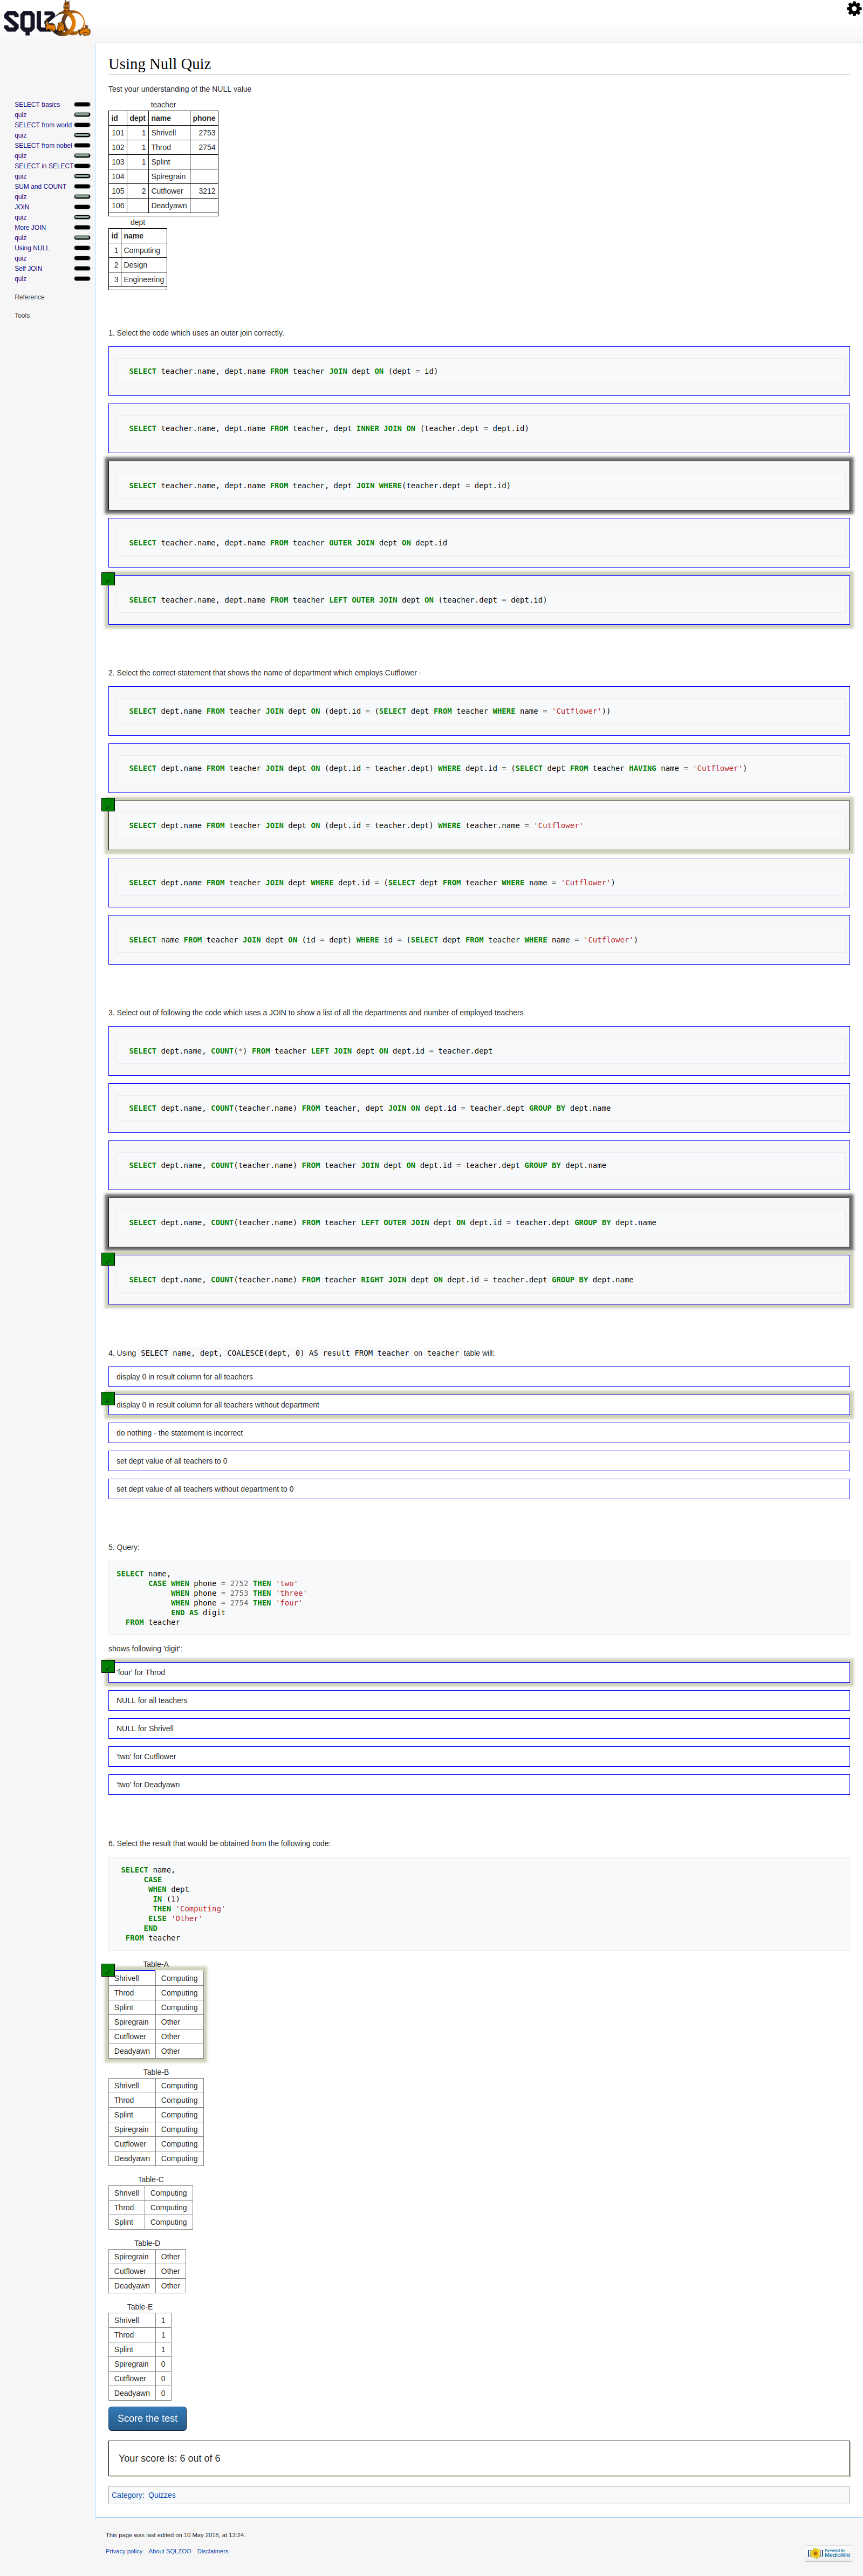 SQLZOO
Using Null Quiz
Test your understanding of the NULL value
teacher
id dept name phone
101 1 Shrivell 2753
102 1 Throd 2754
103 1 Splint
104 Spiregrain
105 2 Cutflower 3212
106 Deadyawn
dept
id name
1 Computing
2 Design
3 Engineering
SELECT basics
quiz
SELECT from world
quiz
SELECT from nobel
quiz
SELECT in SELECT
quiz
SUM and COUNT
quiz
JOIN
quiz
More JOIN
quiz
Using NULL
quiz
Self JOIN
quiz
Reference
Tools
1. Select the code which uses an outer join correctly.
SELECT teacher.name, dept.name FROM teacher JOIN dept ON (dept = id)
SELECT teacher.name, dept.name FROM teacher, dept INNER JOIN ON (teacher.dept = dept.id)
SELECT teacher.name, dept.name FROM teacher, dept JOIN WHERE(teacher.dept = dept.id)
SELECT teacher.name, dept.name FROM teacher OUTER JOIN dept ON dept.id
SELECT teacher.name, dept.name FROM teacher LEFT OUTER JOIN dept ON (teacher.dept = dept.id)
2. Select the correct statement that shows the name of department which employs Cutflower -
SELECT dept.name FROM teacher JOIN dept ON (dept.id = (SELECT dept FROM teacher WHERE name = 'Cutflower'))
SELECT dept.name FROM teacher JOIN dept ON (dept.id = teacher.dept) WHERE dept.id = (SELECT dept FROM teacher HAVING name = 'Cutflower')
SELECT dept.name FROM teacher JOIN dept ON (dept.id = teacher.dept) WHERE teacher.name = 'Cutflower'
SELECT dept.name FROM teacher JOIN dept WHERE dept.id = (SELECT dept FROM teacher WHERE name = 'Cutflower')
SELECT name FROM teacher JOIN dept ON (id = dept) WHERE id = (SELECT dept FROM teacher WHERE name = 'Cutflower')
3. Select out of following the code which uses a JOIN to show a list of all the departments and number of employed teachers
SELECT dept.name, COUNT(*) FROM teacher LEFT JOIN dept ON dept.id = teacher.dept
SELECT dept.name, COUNT(teacher.name) FROM teacher, dept JOIN ON dept.id = teacher.dept GROUP BY dept.name
SELECT dept.name, COUNT(teacher.name) FROM teacher JOIN dept ON dept.id = teacher.dept GROUP BY dept.name
SELECT dept.name, COUNT(teacher.name) FROM teacher LEFT OUTER JOIN dept ON dept.id = teacher.dept GROUP BY dept.name
SELECT dept.name, COUNT(teacher.name) FROM teacher RIGHT JOIN dept ON dept.id = teacher.dept GROUP BY dept.name
4. Using SELECT name, dept, COALESCE(dept, 0) AS result FROM teacher on teacher table will:
display 0 in result column for all teachers
display 0 in result column for all teachers without department
do nothing - the statement is incorrect
set dept value of all teachers to 0
set dept value of all teachers without department to 0
5. Query:
SELECT name,
CASE WHEN phone = 2752 THEN 'two'
WHEN phone = 2753 THEN 'three'
WHEN phone = 2754 THEN 'four'
END AS digit
FROM teacher
shows following 'digit':
'four' for Throd
NULL for all teachers
NULL for Shrivell
'two' for Cutflower
'two' for Deadyawn
6. Select the result that would be obtained from the following code:
SELECT name,
CASE
WHEN dept
IN (1)
THEN 'Computing'
ELSE 'Other'
END
FROM teacher
Table-A
Shrivell Computing
Throd Computing
Splint Computing
Spiregrain Other
Cutflower Other
Deadyawn Other
Table-B
Shrivell Computing
Throd Computing
Splint Computing
Spiregrain Computing
Cutflower Computing
Deadyawn Computing
Table-C
Shrivell Computing
Throd Computing
Splint Computing
Table-D
Spiregrain Other
Cutflower Other
Deadyawn Other
Table-E
Shrivell 1
Throd 1
Splint 1
Spiregrain 0
Cutflower 0
Deadyawn 0
Score the test
Your score is: 6 out of 6
Category: Quizzes
This page was last edited on 10 May 2018, at 13:24.
Privacy policy About SQLZOO Disclaimers
Powered By
MediaWiki